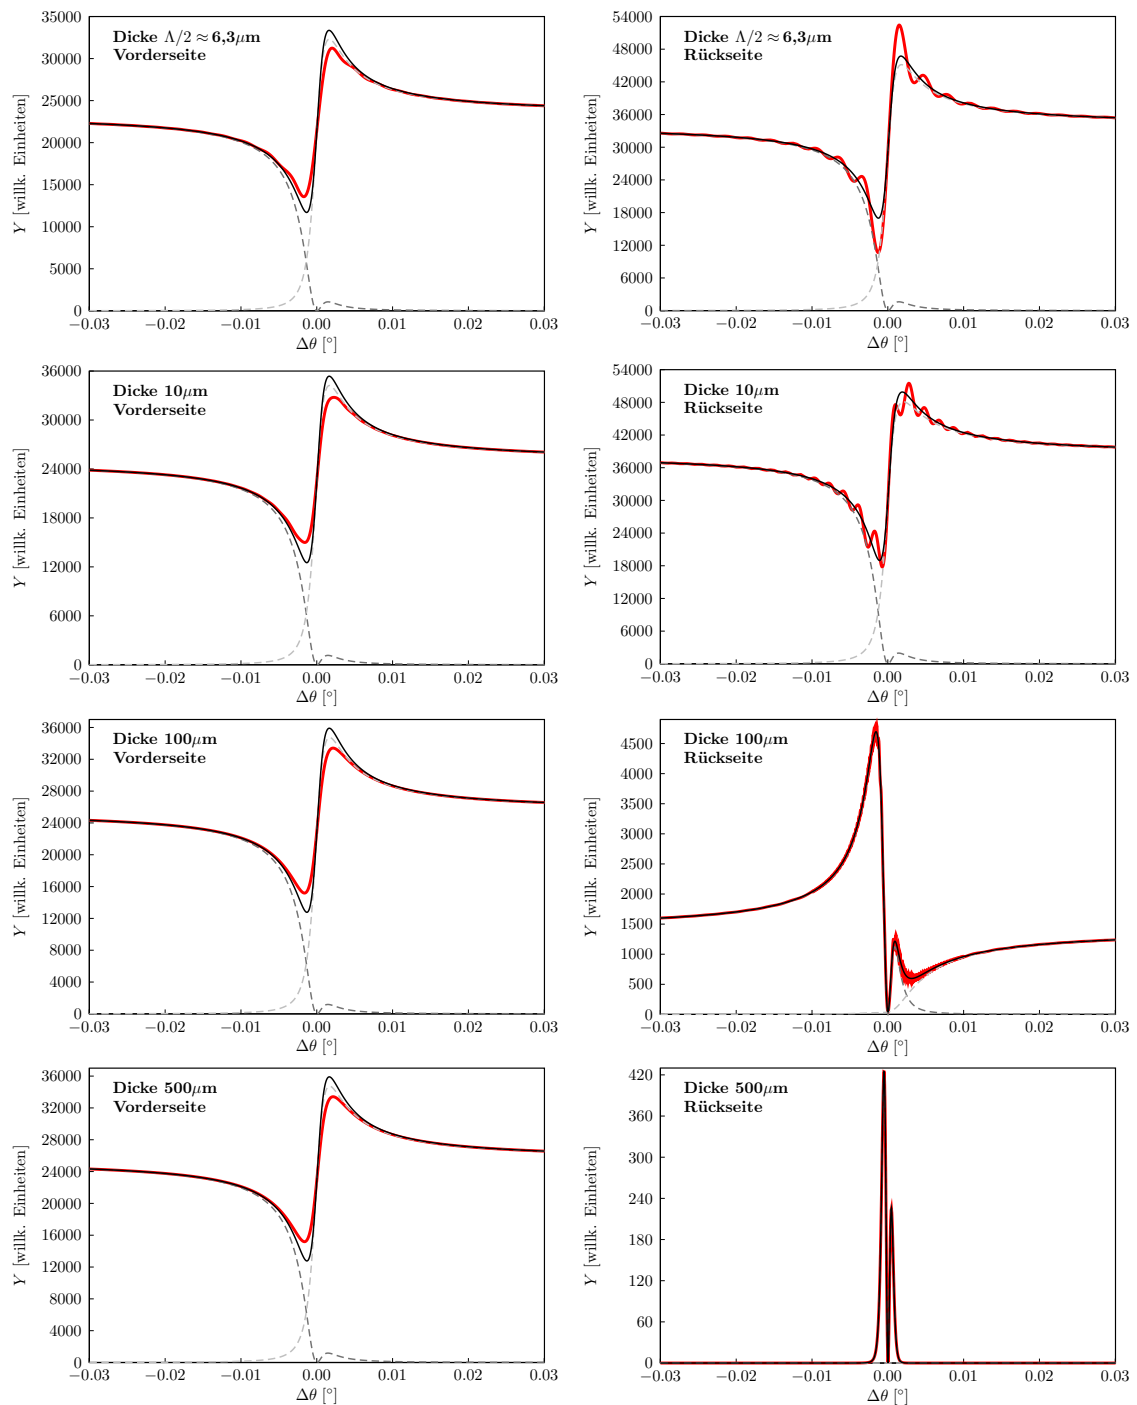 Dicke Λ/2 ≈ 6,3μm
Vorderseite
Y [willk. Einheiten]
35000
30000
25000
20000
15000
10000
5000
0
−0.03 −0.02 −0.01 0.00 0.01 0.02 0.03
Δθ [°]
Dicke Λ/2 ≈ 6,3μm
Rückseite
Y [willk. Einheiten]
54000
48000
42000
36000
30000
24000
18000
12000
6000
0
−0.03 −0.02 −0.01 0.00 0.01 0.02 0.03
Δθ [°]
Dicke 10μm
Vorderseite
Y [willk. Einheiten]
36000
30000
24000
18000
12000
6000
0
−0.03 −0.02 −0.01 0.00 0.01 0.02 0.03
Δθ [°]
Dicke 10μm
Rückseite
Y [willk. Einheiten]
54000
48000
42000
36000
30000
24000
18000
12000
6000
0
−0.03 −0.02 −0.01 0.00 0.01 0.02 0.03
Δθ [°]
Dicke 100μm
Vorderseite
Y [willk. Einheiten]
36000
32000
28000
24000
20000
16000
12000
8000
4000
0
−0.03 −0.02 −0.01 0.00 0.01 0.02 0.03
Δθ [°]
Dicke 100μm
Rückseite
Y [willk. Einheiten]
4500
4000
3500
3000
2500
2000
1500
1000
500
0
−0.03 −0.02 −0.01 0.00 0.01 0.02 0.03
Δθ [°]
Dicke 500μm
Vorderseite
Y [willk. Einheiten]
36000
32000
28000
24000
20000
16000
12000
8000
4000
0
−0.03 −0.02 −0.01 0.00 0.01 0.02 0.03
Δθ [°]
Dicke 500μm
Rückseite
Y [willk. Einheiten]
420
360
300
240
180
120
60
0
−0.03 −0.02 −0.01 0.00 0.01 0.02 0.03
Δθ [°]